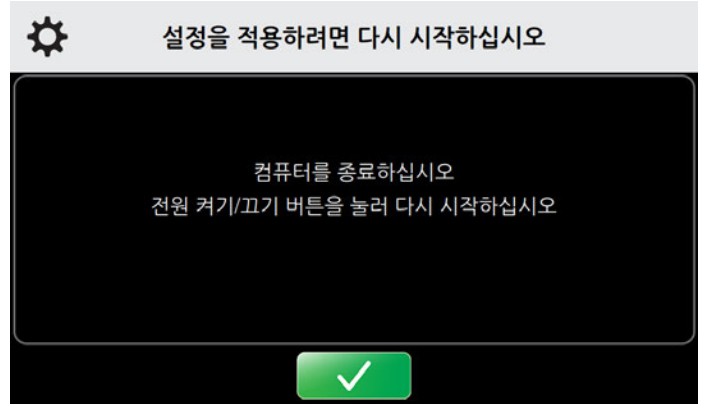 설정을 적용하려면 다시 시작하십시오
컴퓨터를 종료하십시오
전원 켜기/끄기 버튼을 눌러 다시 시작하십시오